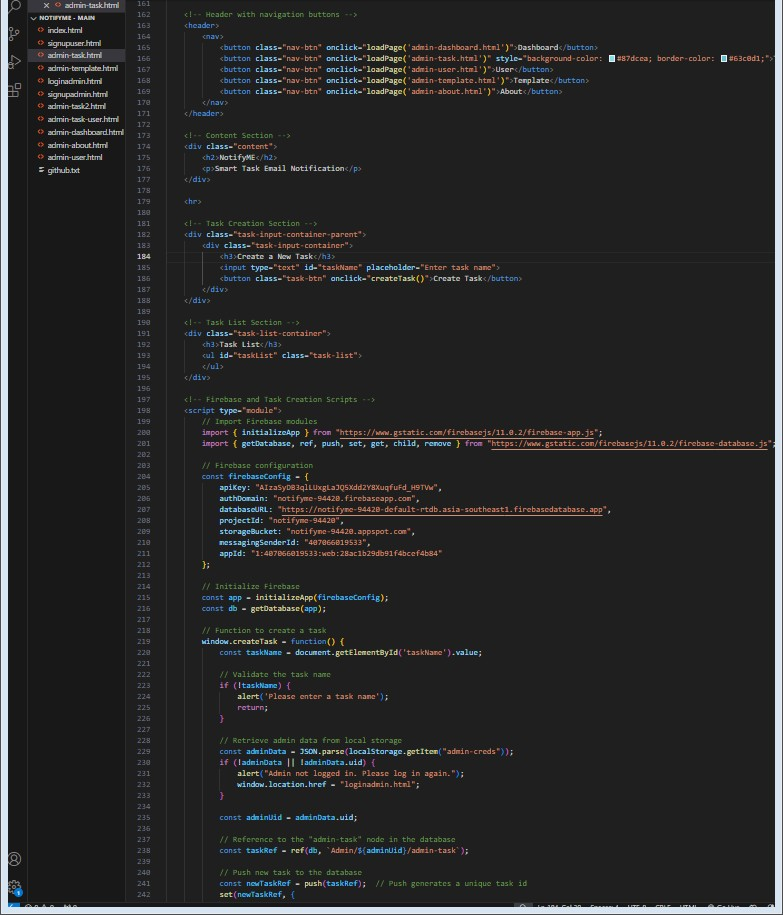 admin-task.html
NOTIFYME - MAIN
index.html
signupuser.html
admin-task.html
admin-template.html
loginadmin.html
signupadmin.html
admin-task2.html
admin-task-user.html
admin-dashboard.html
admin-about.html
admin-user.html
github.txt
161
162 <!-- Header with navigation buttons -->
163 <header>
164 <nav>
165 <button class="nav-btn" onclick="loadPage('admin-dashboard.html')">Dashboard</button>
166 <button class="nav-btn" onclick="loadPage('admin-task.html')" style="background-color: #87dcea; border-color: #63c0d1;">
167 <button class="nav-btn" onclick="loadPage('admin-user.html')">User</button>
168 <button class="nav-btn" onclick="loadPage('admin-template.html')">Template</button>
169 <button class="nav-btn" onclick="loadPage('admin-about.html')">About</button>
170 </nav>
171 </header>
172
173 <!-- Content Section -->
174 <div class="content">
175 <h2>NotifyME</h2>
176 <p>Smart Task Email Notification</p>
177 </div>
178
179 <hr>
180
181 <!-- Task Creation Section -->
182 <div class="task-input-container-parent">
183 <div class="task-input-container">
184 <h3>Create a New Task</h3>
185 <input type="text" id="taskName" placeholder="Enter task name">
186 <button class="task-btn" onclick="createTask()">Create Task</button>
187 </div>
188 </div>
189
190 <!-- Task List Section -->
191 <div class="task-list-container">
192 <h3>Task List</h3>
193 <ul id="taskList" class="task-list">
194 </ul>
195 </div>
196
197 <!-- Firebase and Task Creation Scripts -->
198 <script type="module">
199 // Import Firebase modules
200 import { initializeApp } from "https://www.gstatic.com/firebasejs/11.0.2/firebase-app.js";
201 import { getDatabase, ref, push, set, get, child, remove } from "https://www.gstatic.com/firebasejs/11.0.2/firebase-database.js";
202
203 // Firebase configuration
204 const firebaseConfig = {
205 apiKey:
206 authDomain: "notifyme-94420.firebaseapp.com",
207 databaseURL: "https://notifyme-94420-default-rtdb.asia-southeast1.firebasedatabase.app",
208 projectId: "notifyme-94420",
209 storageBucket: "notifyme-94420.appspot.com",
210 messagingSenderId: "407066019533",
211 appId: "1:407066019533:web:28ac1b29db91f4bcef4b84"
212 };
213
214 // Initialize Firebase
215 const app = initializeApp(firebaseConfig);
216 const db = getDatabase(app);
217
218 // Function to create a task
219 window.createTask = function() {
220 const taskName = document.getElementById('taskName').value;
221
222 // Validate the task name
223 if (!taskName) {
224 alert('Please enter a task name');
225 return;
226 }
227
228 // Retrieve admin data from local storage
229 const adminData = JSON.parse(localStorage.getItem("admin-creds"));
230 if (!adminData || !adminData.uid) {
231 alert("Admin not logged in. Please log in again.");
232 window.location.href = "loginadmin.html";
233 }
234
235 const adminUid = adminData.uid;
236
237 // Reference to the "admin-task" node in the database
238 const taskRef = ref(db, `Admin/${adminUid}/admin-task`);
239
240 // Push new task to the database
241 const newTaskRef = push(taskRef); // Push generates a unique task id
242 set(newTaskRef, {